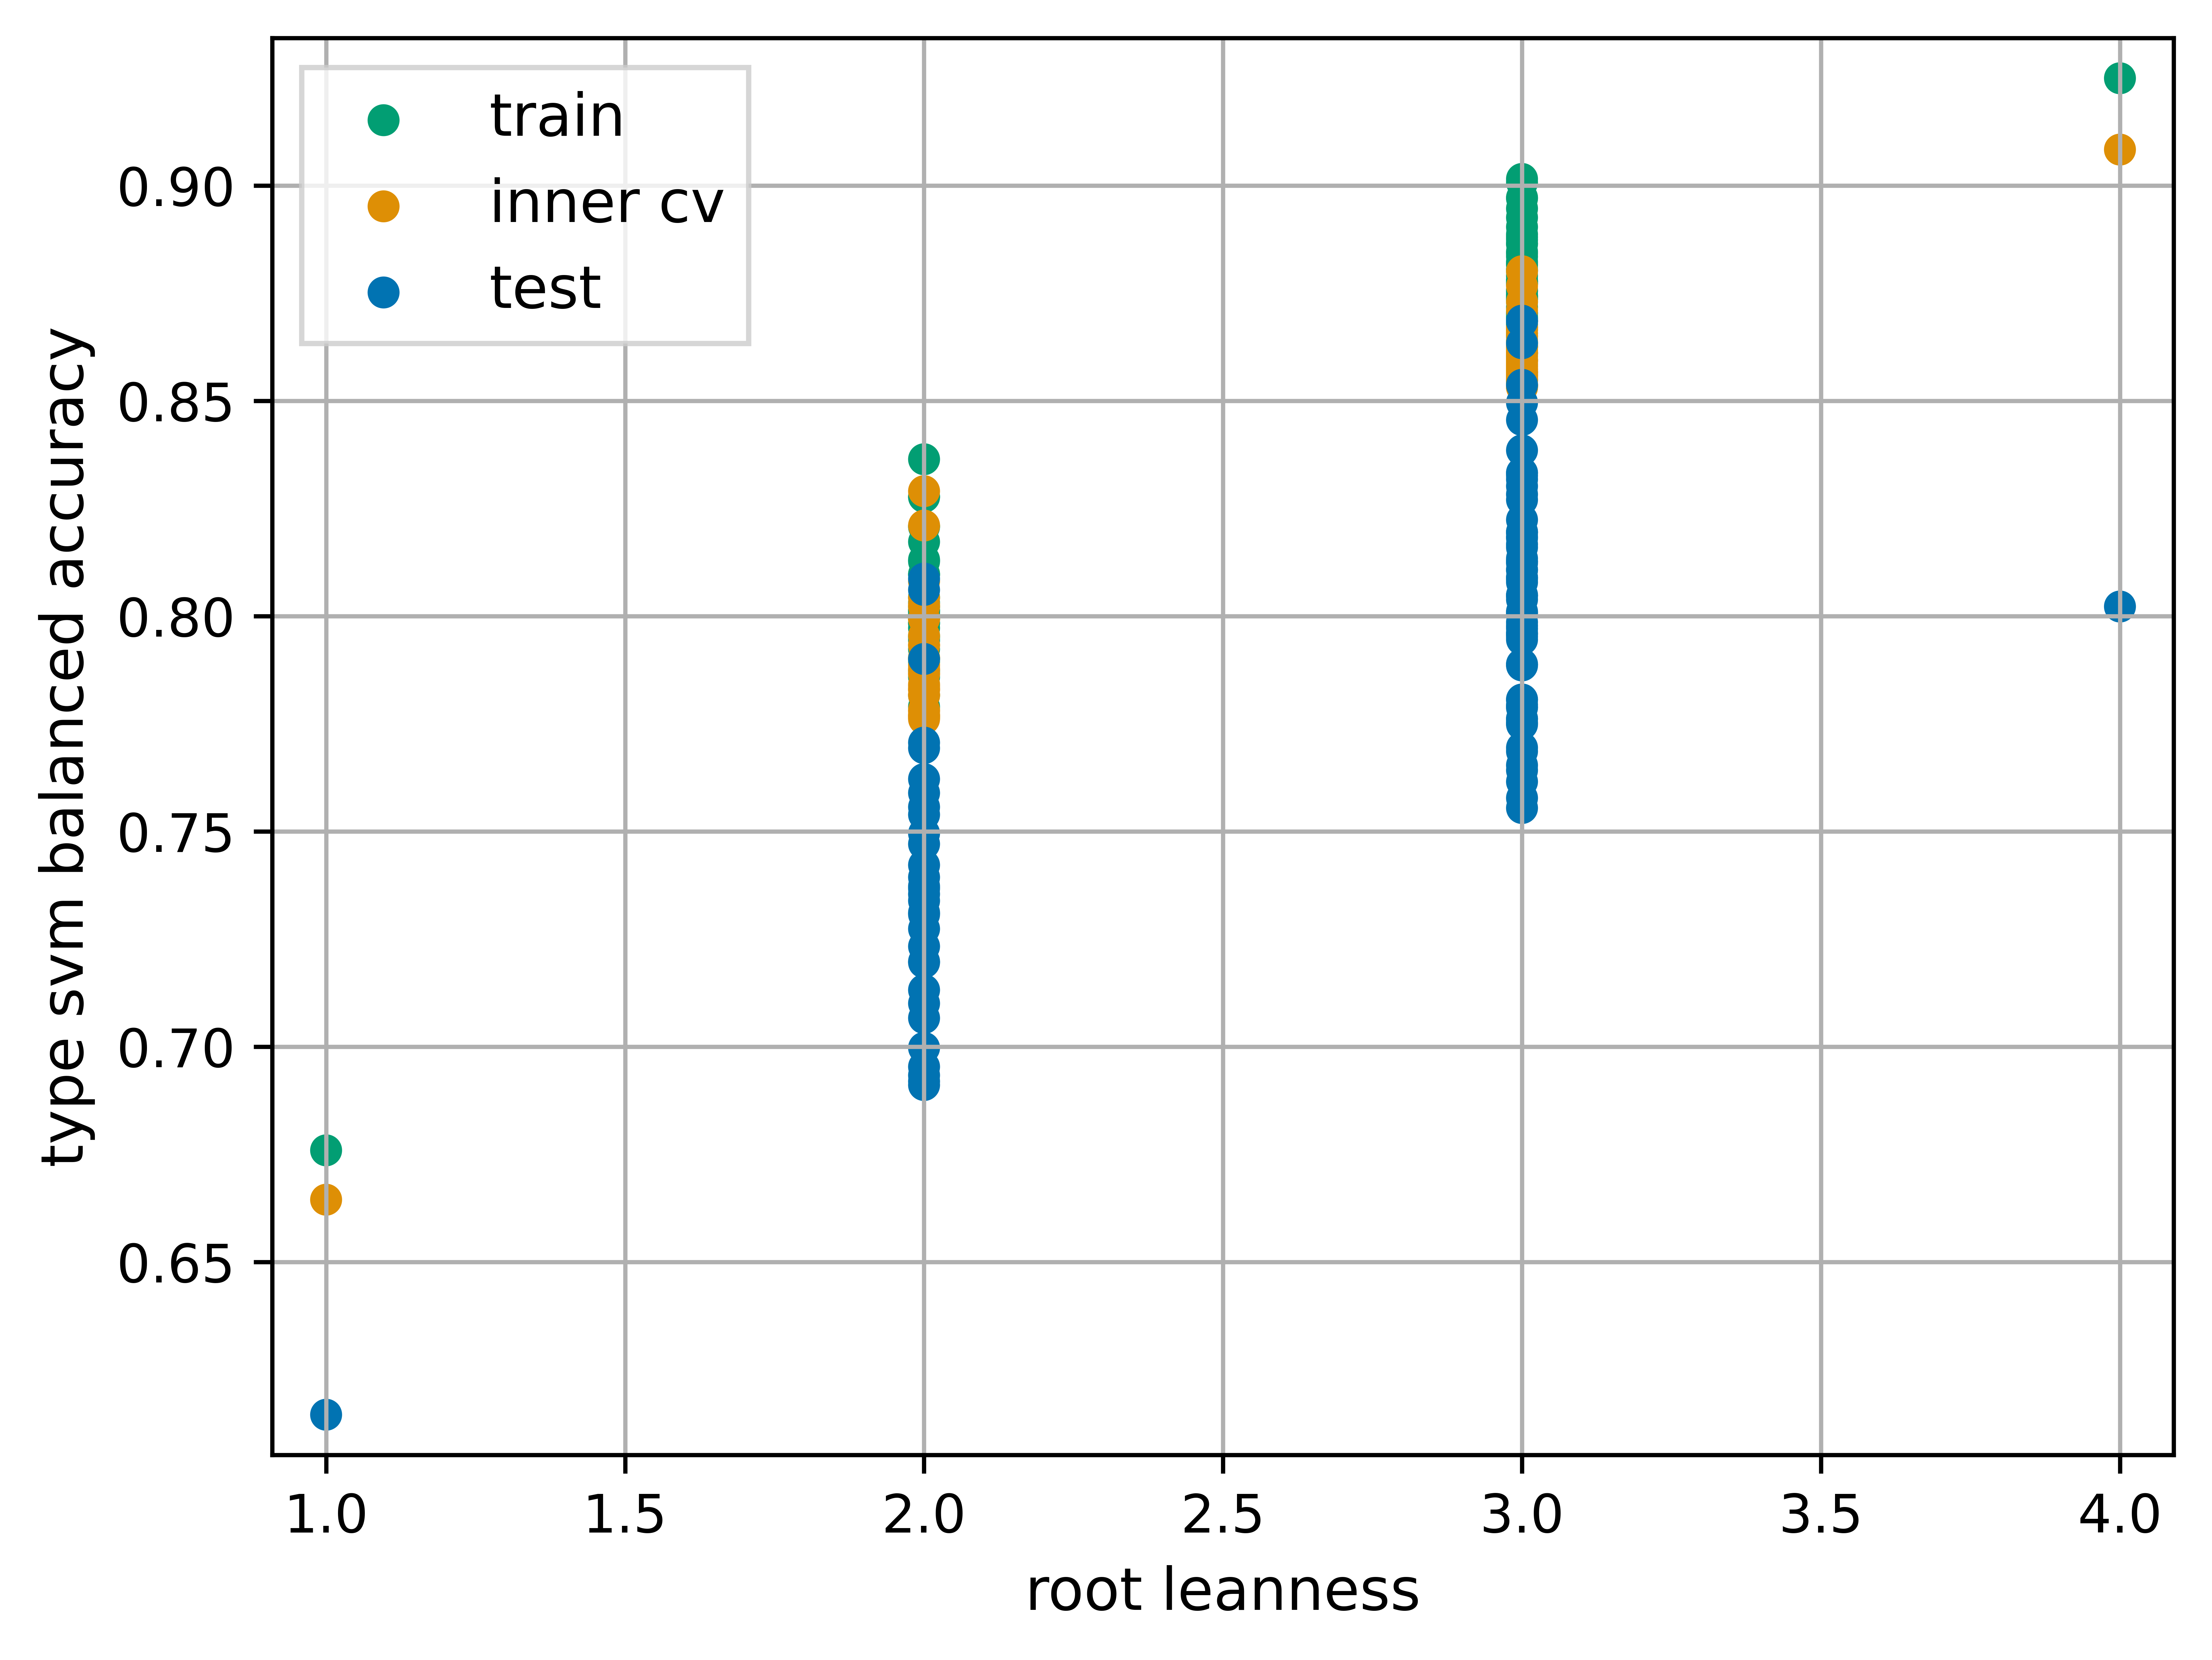 train
inner cv
test
0.90
0.85
0.80
0.75
0.70
0.65
type svm balanced accuracy
1.0 1.5 2.0 2.5 3.0 3.5 4.0
root leanness